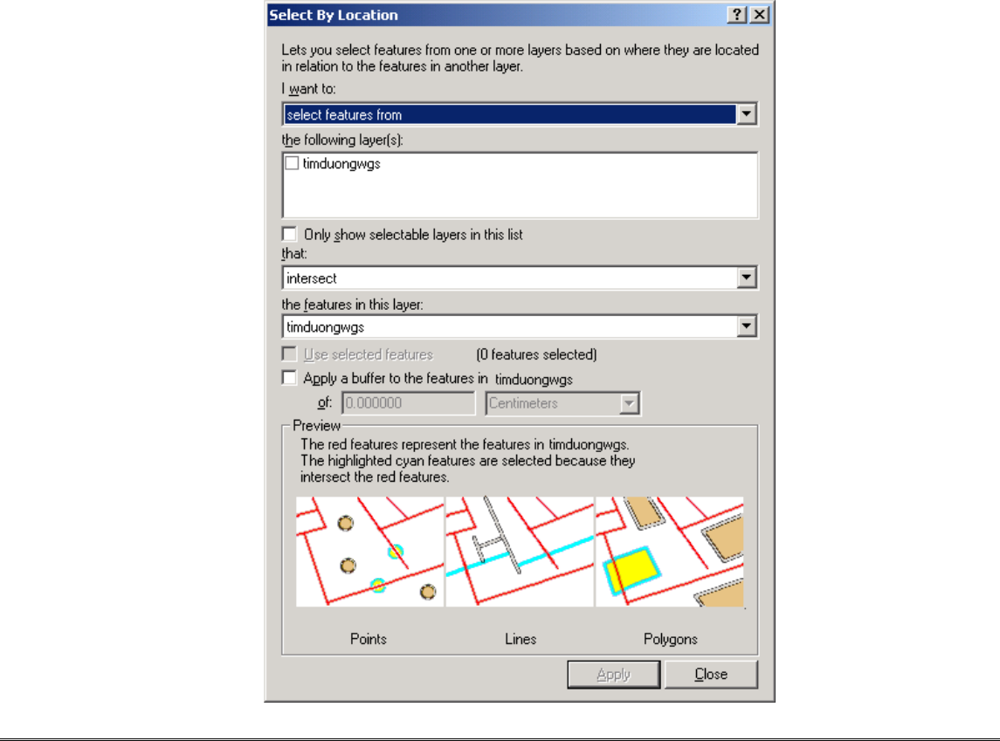 Select By Location
Lets you select features from one or more layers based on where they are located
in relation to the features in another layer.
I want to:
select features from
the following layer(s):
timduongwgs
Only show selectable layers in this list
that:
intersect
the features in this layer:
timduongwgs
Use selected features (0 features selected)
Apply a buffer to the features in timduongwgs
of: 0.000000 Centimeters
Preview
The red features represent the features in timduongwgs.
The highlighted cyan features are selected because they
intersect the red features.
Points Lines Polygons
Apply Close